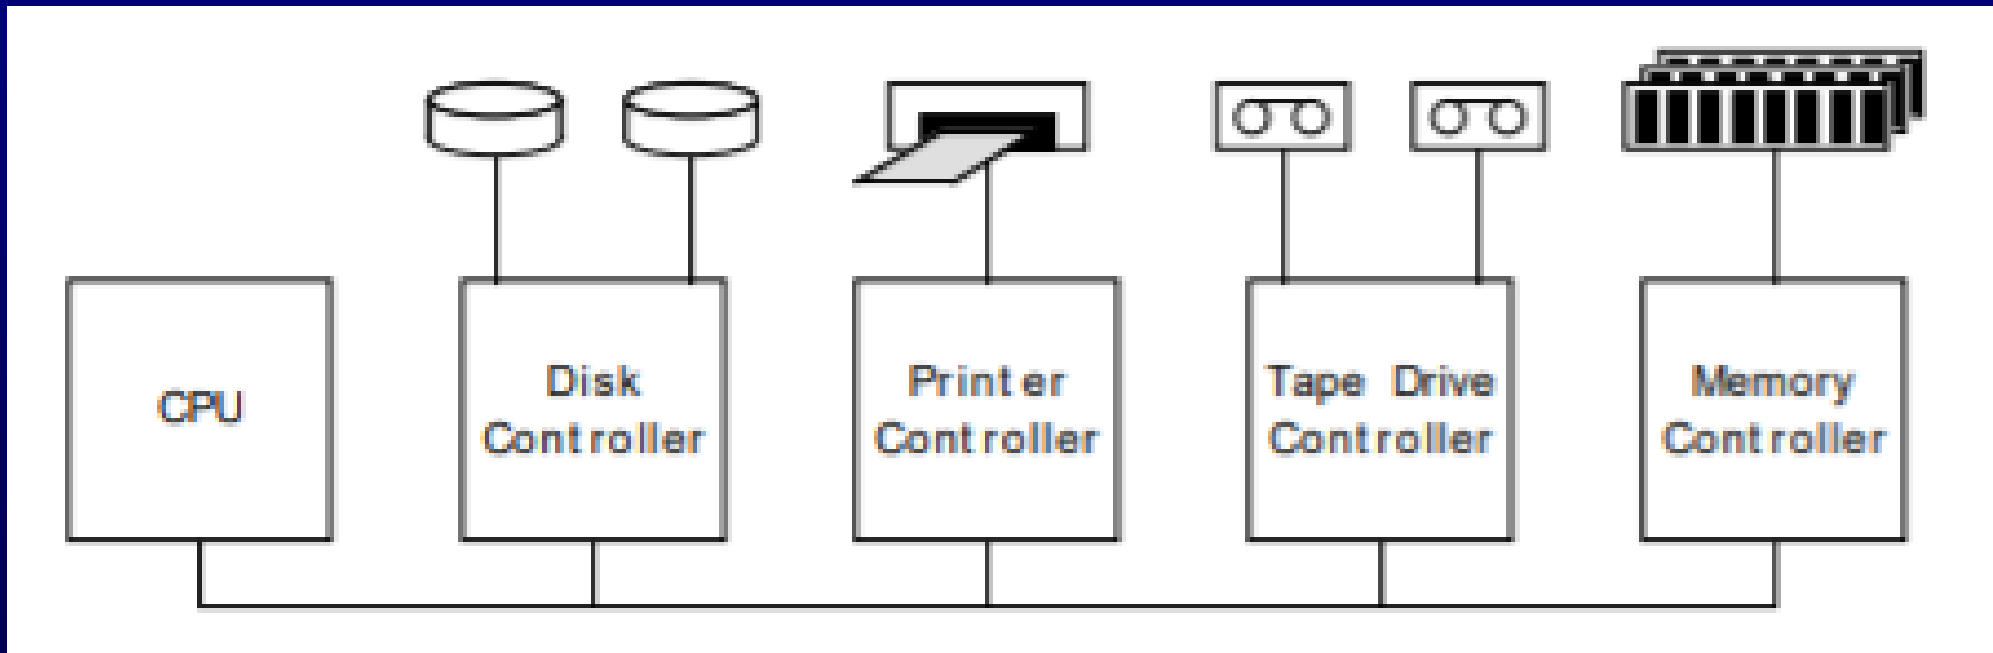 CPU
Disk
Controller
Printer
Controller
Tape Drive
Controller
Memory
Controller